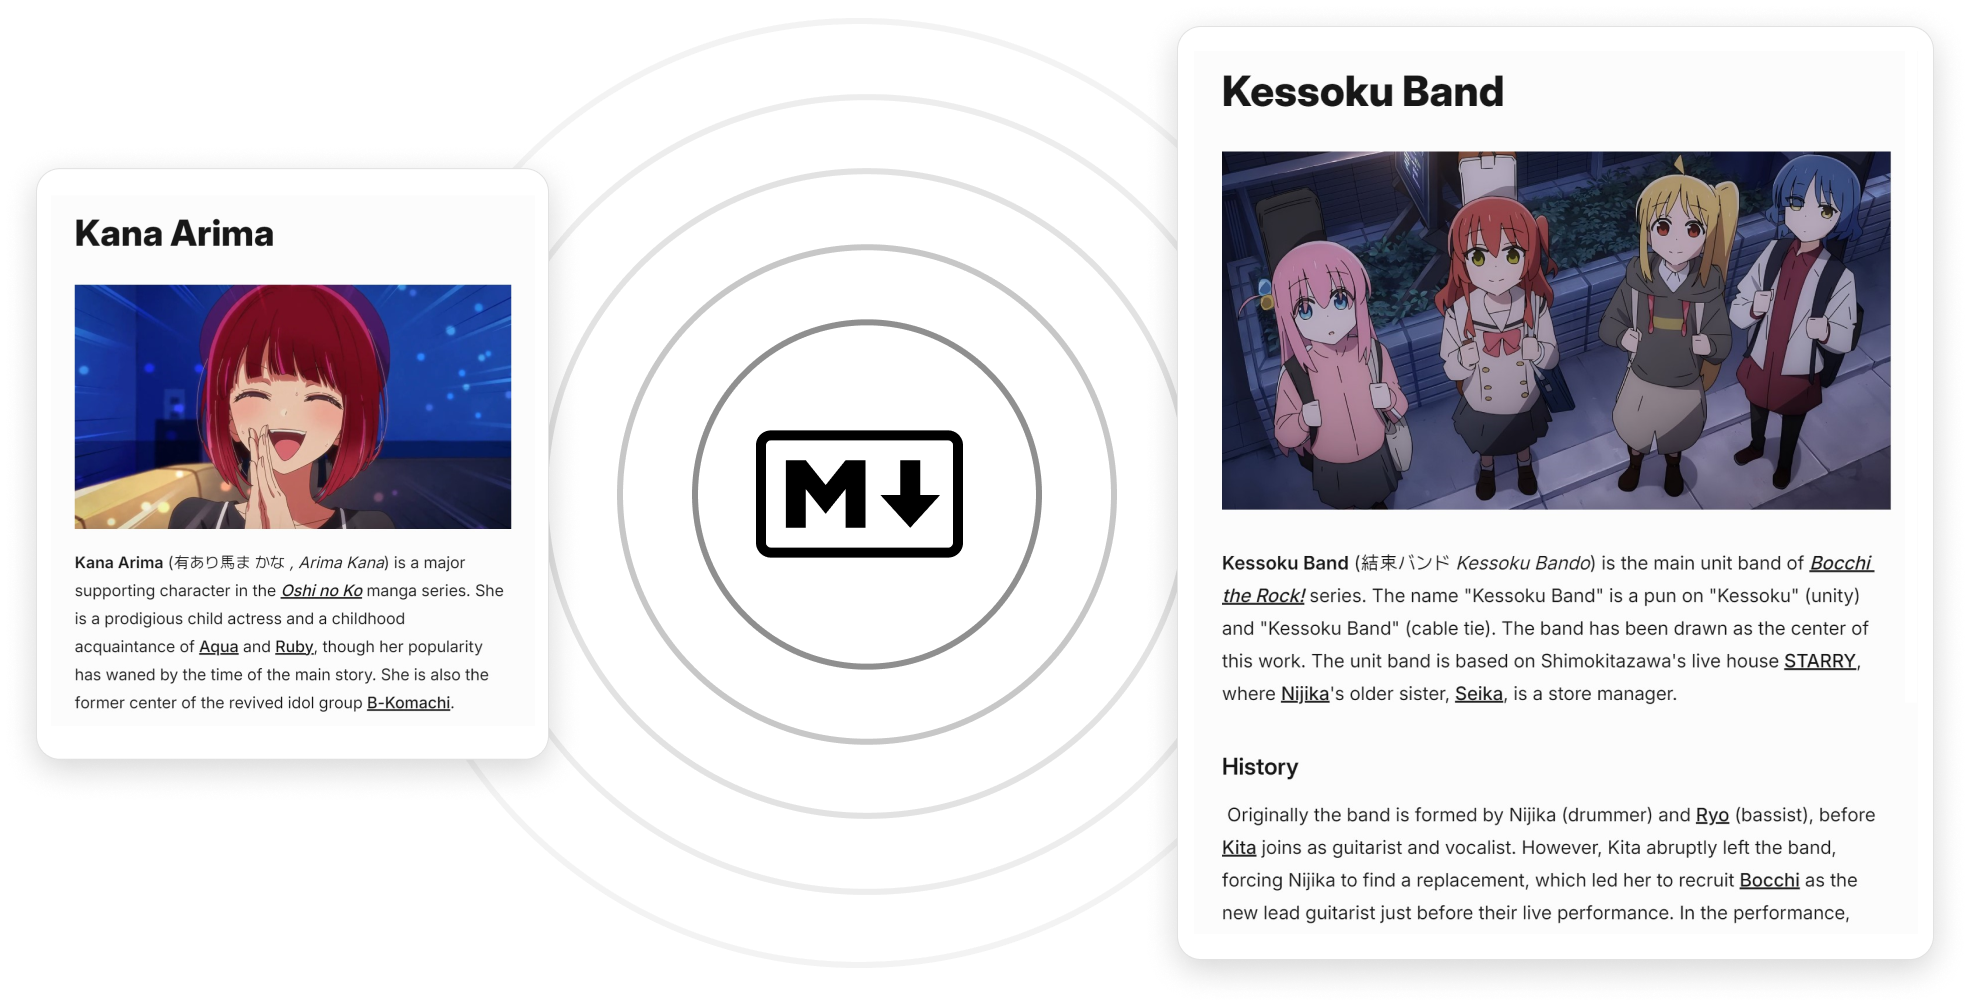 Kana Arima
Kana Arima (有あり馬ま かな , Arima Kana) is a major
supporting character in the Oshi no Ko manga series. She
is a prodigious child actress and a childhood
acquaintance of Aqua and Ruby, though her popularity
has waned by the time of the main story. She is also the
former center of the revived idol group B-Komachi.
M
Kessoku Band
Kessoku Band (結束バンド Kessoku Bando) is the main unit band of Bocchi
the Rock! series. The name "Kessoku Band" is a pun on "Kessoku" (unity)
and "Kessoku Band" (cable tie). The band has been drawn as the center of
this work. The unit band is based on Shimokitazawa's live house STARRY,
where Nijika's older sister, Seika, is a store manager.
History
Originally the band is formed by Nijika (drummer) and Ryo (bassist), before
Kita joins as guitarist and vocalist. However, Kita abruptly left the band,
forcing Nijika to find a replacement, which led her to recruit Bocchi as the
new lead guitarist just before their live performance. In the performance,